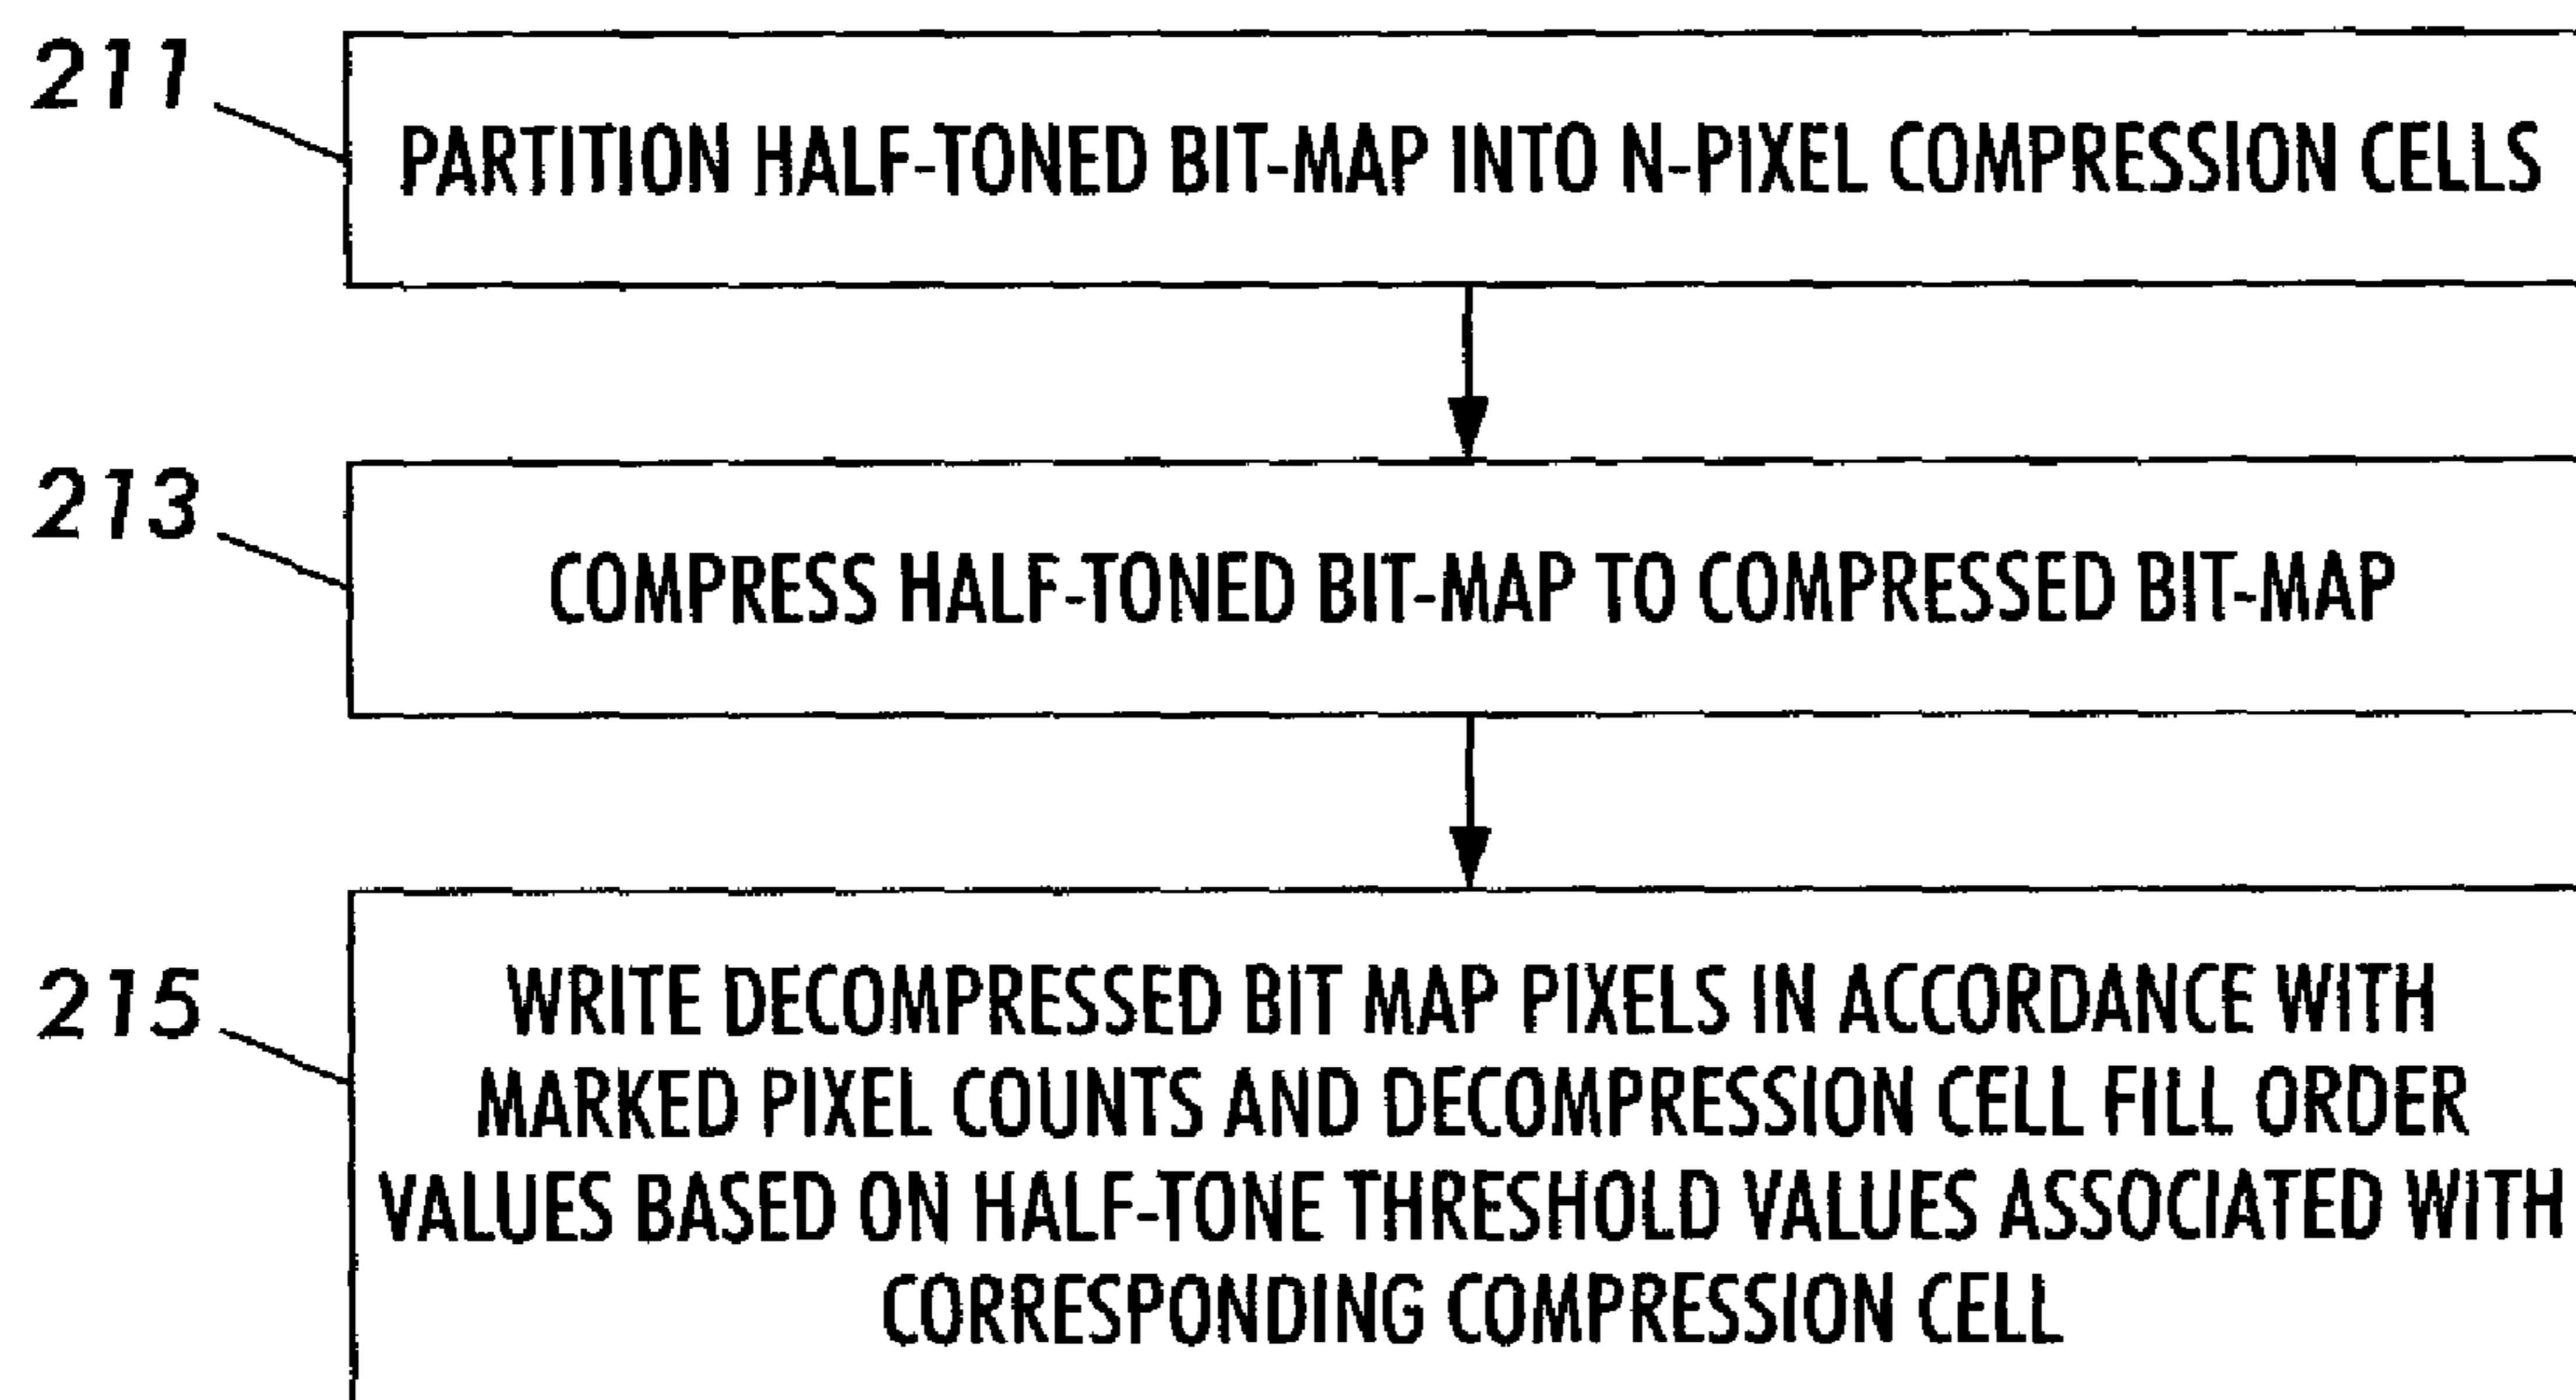 211
PARTITION HALF-TONED BIT-MAP INTO N-PIXEL COMPRESSION CELLS
213
COMPRESS HALF-TONED BIT-MAP TO COMPRESSED BIT-MAP
215
WRITE DECOMPRESSED BIT MAP PIXELS IN ACCORDANCE WITH
MARKED PIXEL COUNTS AND DECOMPRESSION CELL FILL ORDER
VALUES BASED ON HALF-TONE THRESHOLD VALUES ASSOCIATED WITH
CORRESPONDING COMPRESSION CELL